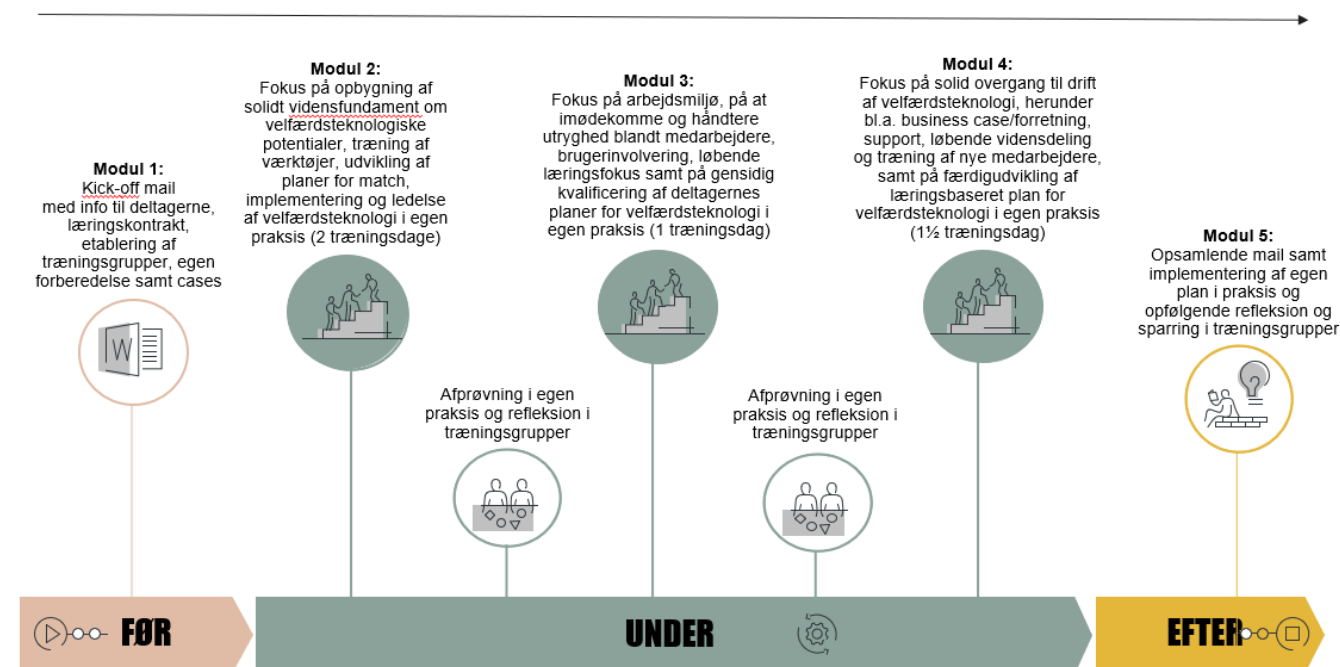 Modul 1:
Kick-off mail
med info til deltagerne,
læringskontrakt,
etablering af
træningsgrupper, egen
forberedelse samt cases
W
Modul 2:
Fokus på opbygning af
solidt vidensfundament om
velfærdsteknologiske
potentialer, træning af
værktøjer, udvikling af
planer for match,
implementering og ledelse
af velfærdsteknologi i egen
praksis (2 træningsdage)
Afprøvning i egen
praksis og refleksion i
træningsgrupper
Modul 3:
Fokus på arbejdsmiljø, på at
imødekomme og håndtere
utryghed blandt medarbejdere,
brugerinvolvering, løbende
læringsfokus samt på gensidig
kvalificering af deltagernes
planer for velfærdsteknologi i
egen praksis (1 træningsdag)
Afprøvning i egen
praksis og refleksion i
træningsgrupper
Modul 4:
Fokus på solid overgang til drift
af velfærdsteknologi, herunder
bl.a. business case/forretning,
support, løbende vidensdeling
og træning af nye medarbejdere,
samt på færdigudvikling af
læringsbaseret plan for
velfærdsteknologi i egen praksis
(1½ træningsdag)
Modul 5:
Opsamlende mail samt
implementering af egen
plan i praksis og
opfølgende refleksion og
sparring i træningsgrupper
FØR
UNDER
EFTER